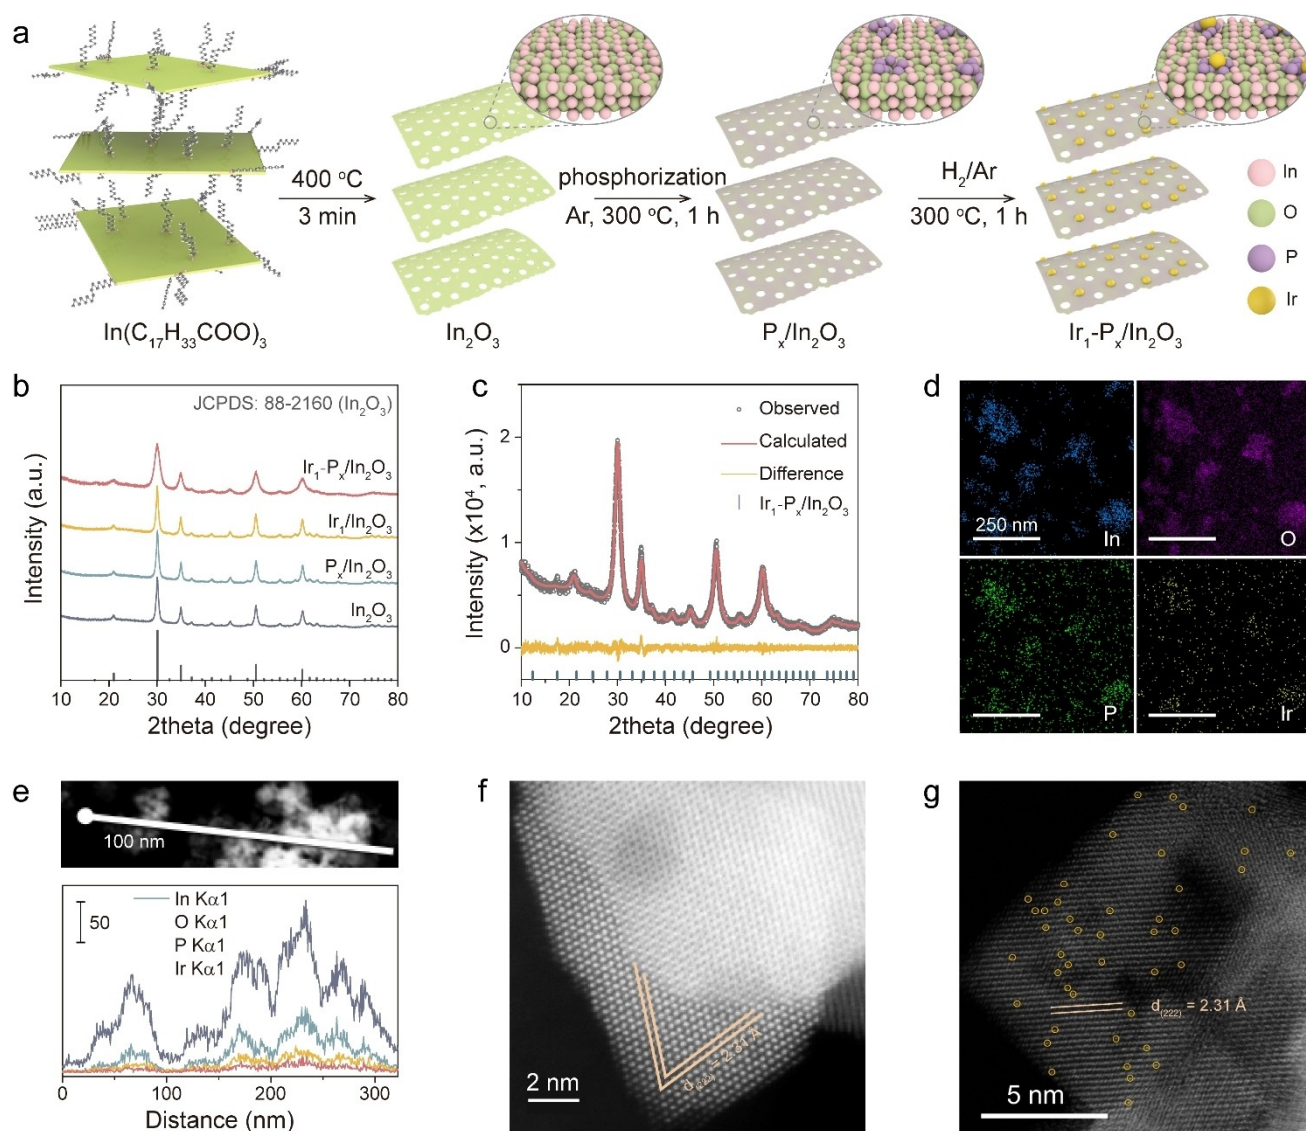 a
400 °C
3 min
phosphorization
Ar, 300 °C, 1 h
H₂/Ar
300 °C, 1 h
In
O
P
Ir
In(C₁₇H₃₃COO)₃
In₂O₃
Pₓ/In₂O₃
Ir₁-Pₓ/In₂O₃
b
JCPDS: 88-2160 (In₂O₃)
Ir₁-Pₓ/In₂O₃
Ir₁/In₂O₃
Pₓ/In₂O₃
In₂O₃
Intensity (a.u.)
10 20 30 40 50 60 70 80
2theta (degree)
c
Observed
Calculated
Difference
Ir₁-Pₓ/In₂O₃
2
1
0
Intensity (x10⁴, a.u.)
10 20 30 40 50 60 70 80
2theta (degree)
d
250 nm
In
O
P
Ir
e
100 nm
50
In Kα1
O Kα1
P Kα1
Ir Kα1
Intensity (a.u.)
0 100 200 300
Distance (nm)
f
d₍₂₂₂₎ = 2.31 Å
2 nm
g
d₍₂₂₂₎ = 2.31 Å
5 nm